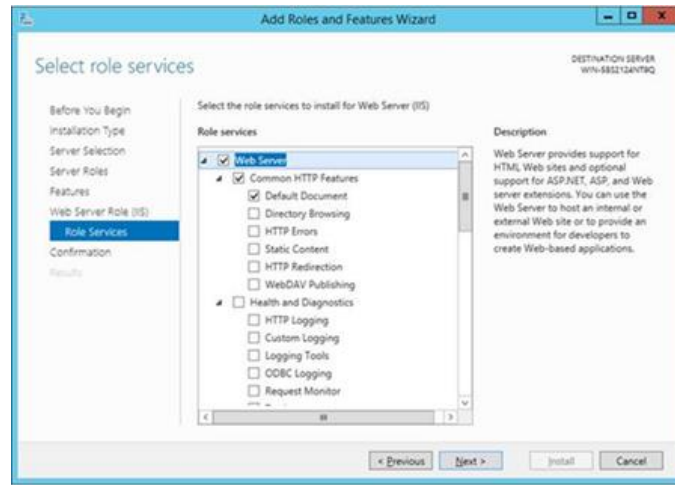 Add Roles and Features Wizard
Select role services
DESTINATION SERVER
Before You Begin
Installation Type
Server Selection
Server Roles
Features
Web Server Role (IIS)
Role Services
Confirmation
Results
Select the role services to install for Web Server (IIS)
Role services
Web Server
Common HTTP Features
Default Document
Directory Browsing
HTTP Errors
Static Content
HTTP Redirection
WebDAV Publishing
Health and Diagnostics
HTTP Logging
Custom Logging
Logging Tools
ODBC Logging
Request Monitor
Description
Web Server provides support for
HTML Web sites and optional
support for ASP.NET, ASP, and Web
server extensions. You can use the
Web Server to host an internal or
external Web site or to provide an
environment for developers to
create Web-based applications.
< Previous
Next >
Install
Cancel